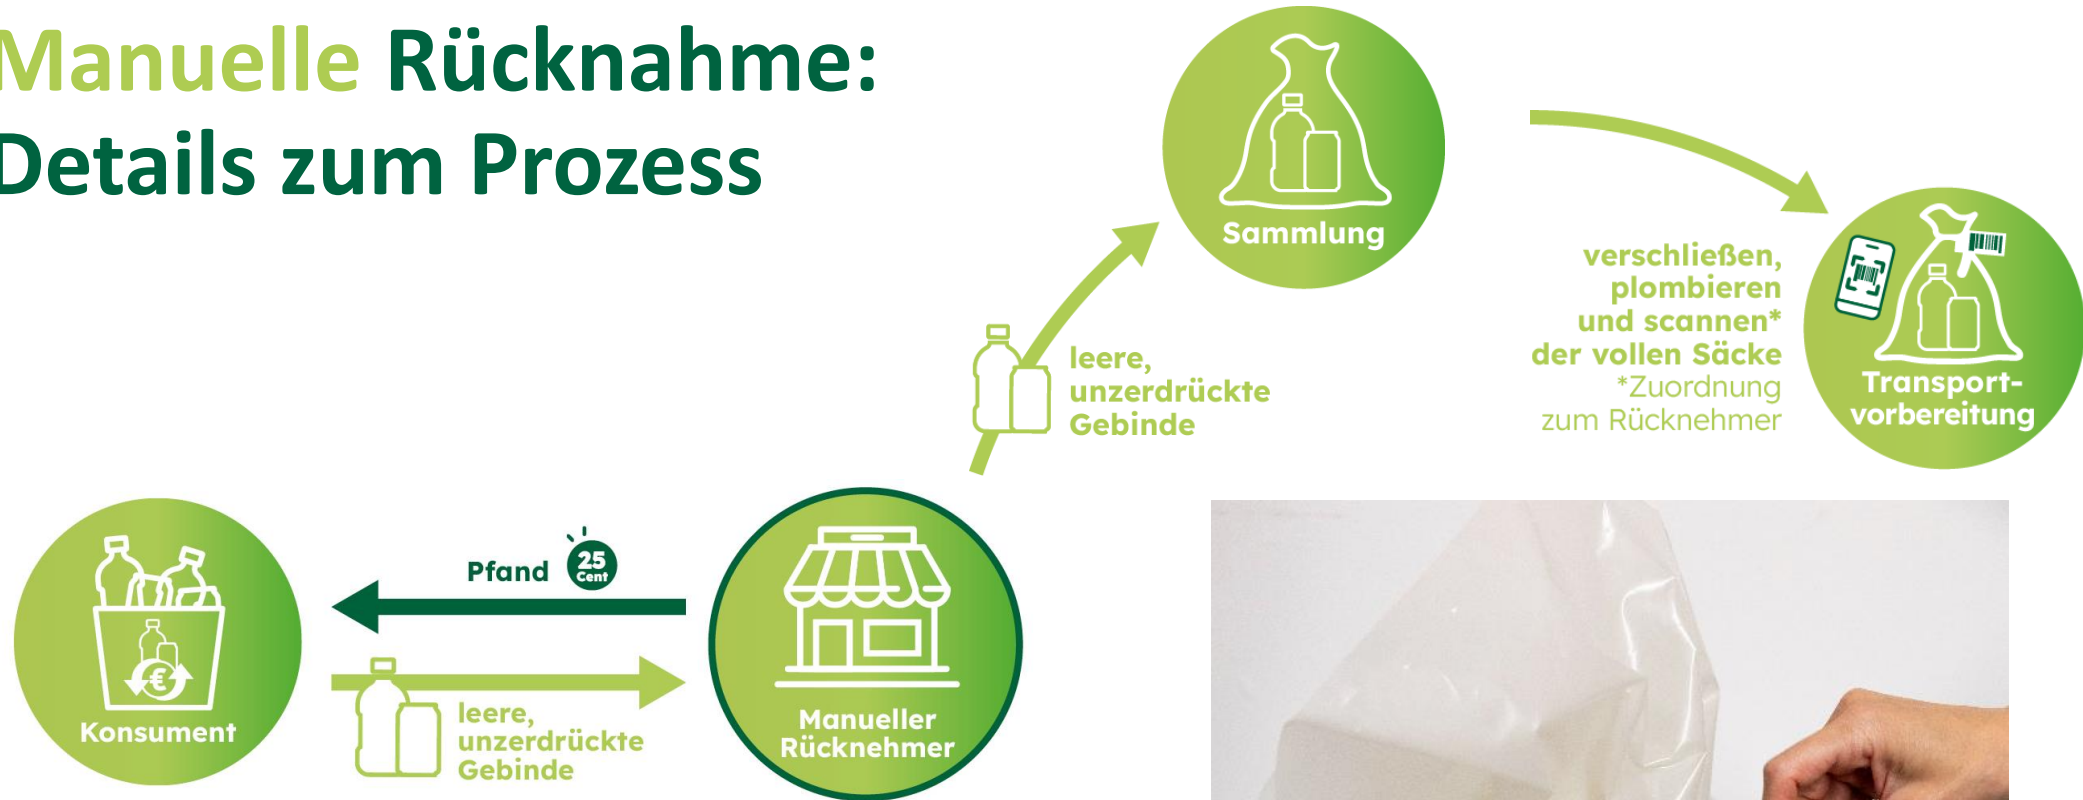 Manuelle Rücknahme:
Details zum Prozess
Sammlung
verschließen,
plombieren
und scannen*
der vollen Säcke
*Zuordnung
zum Rücknehmer
Transport-
vorbereitung
leere,
unzerdrückte
Gebinde
Pfand 25
Cent
Konsument
€
leere,
unzerdrückte
Gebinde
Manueller
Rücknehmer